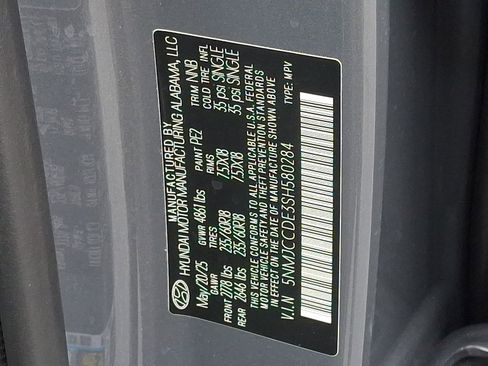 MANUFACTURED BY
HYUNDAI MOTOR MANUFACTURING ALABAMA, LLC
May/20/25 GVWR 4861 lbs PAINT PE2 TRIM NNB
GAWR RIMS COLD TIRE INFL
FRONT 2778 lbs 235/60R18 7.5JX18 35 psi SINGLE
REAR 2646 lbs 235/60R18 7.5JX18 35 psi SINGLE
THIS VEHICLE CONFORMS TO ALL APPLICABLE U.S.A. FEDERAL
MOTOR VEHICLE SAFETY AND THEFT PREVENTION STANDARDS
IN EFFECT ON THE DATE OF MANUFACTURE SHOWN ABOVE
V.I.N 5NMJCCDE3SH580284 TYPE: MPV